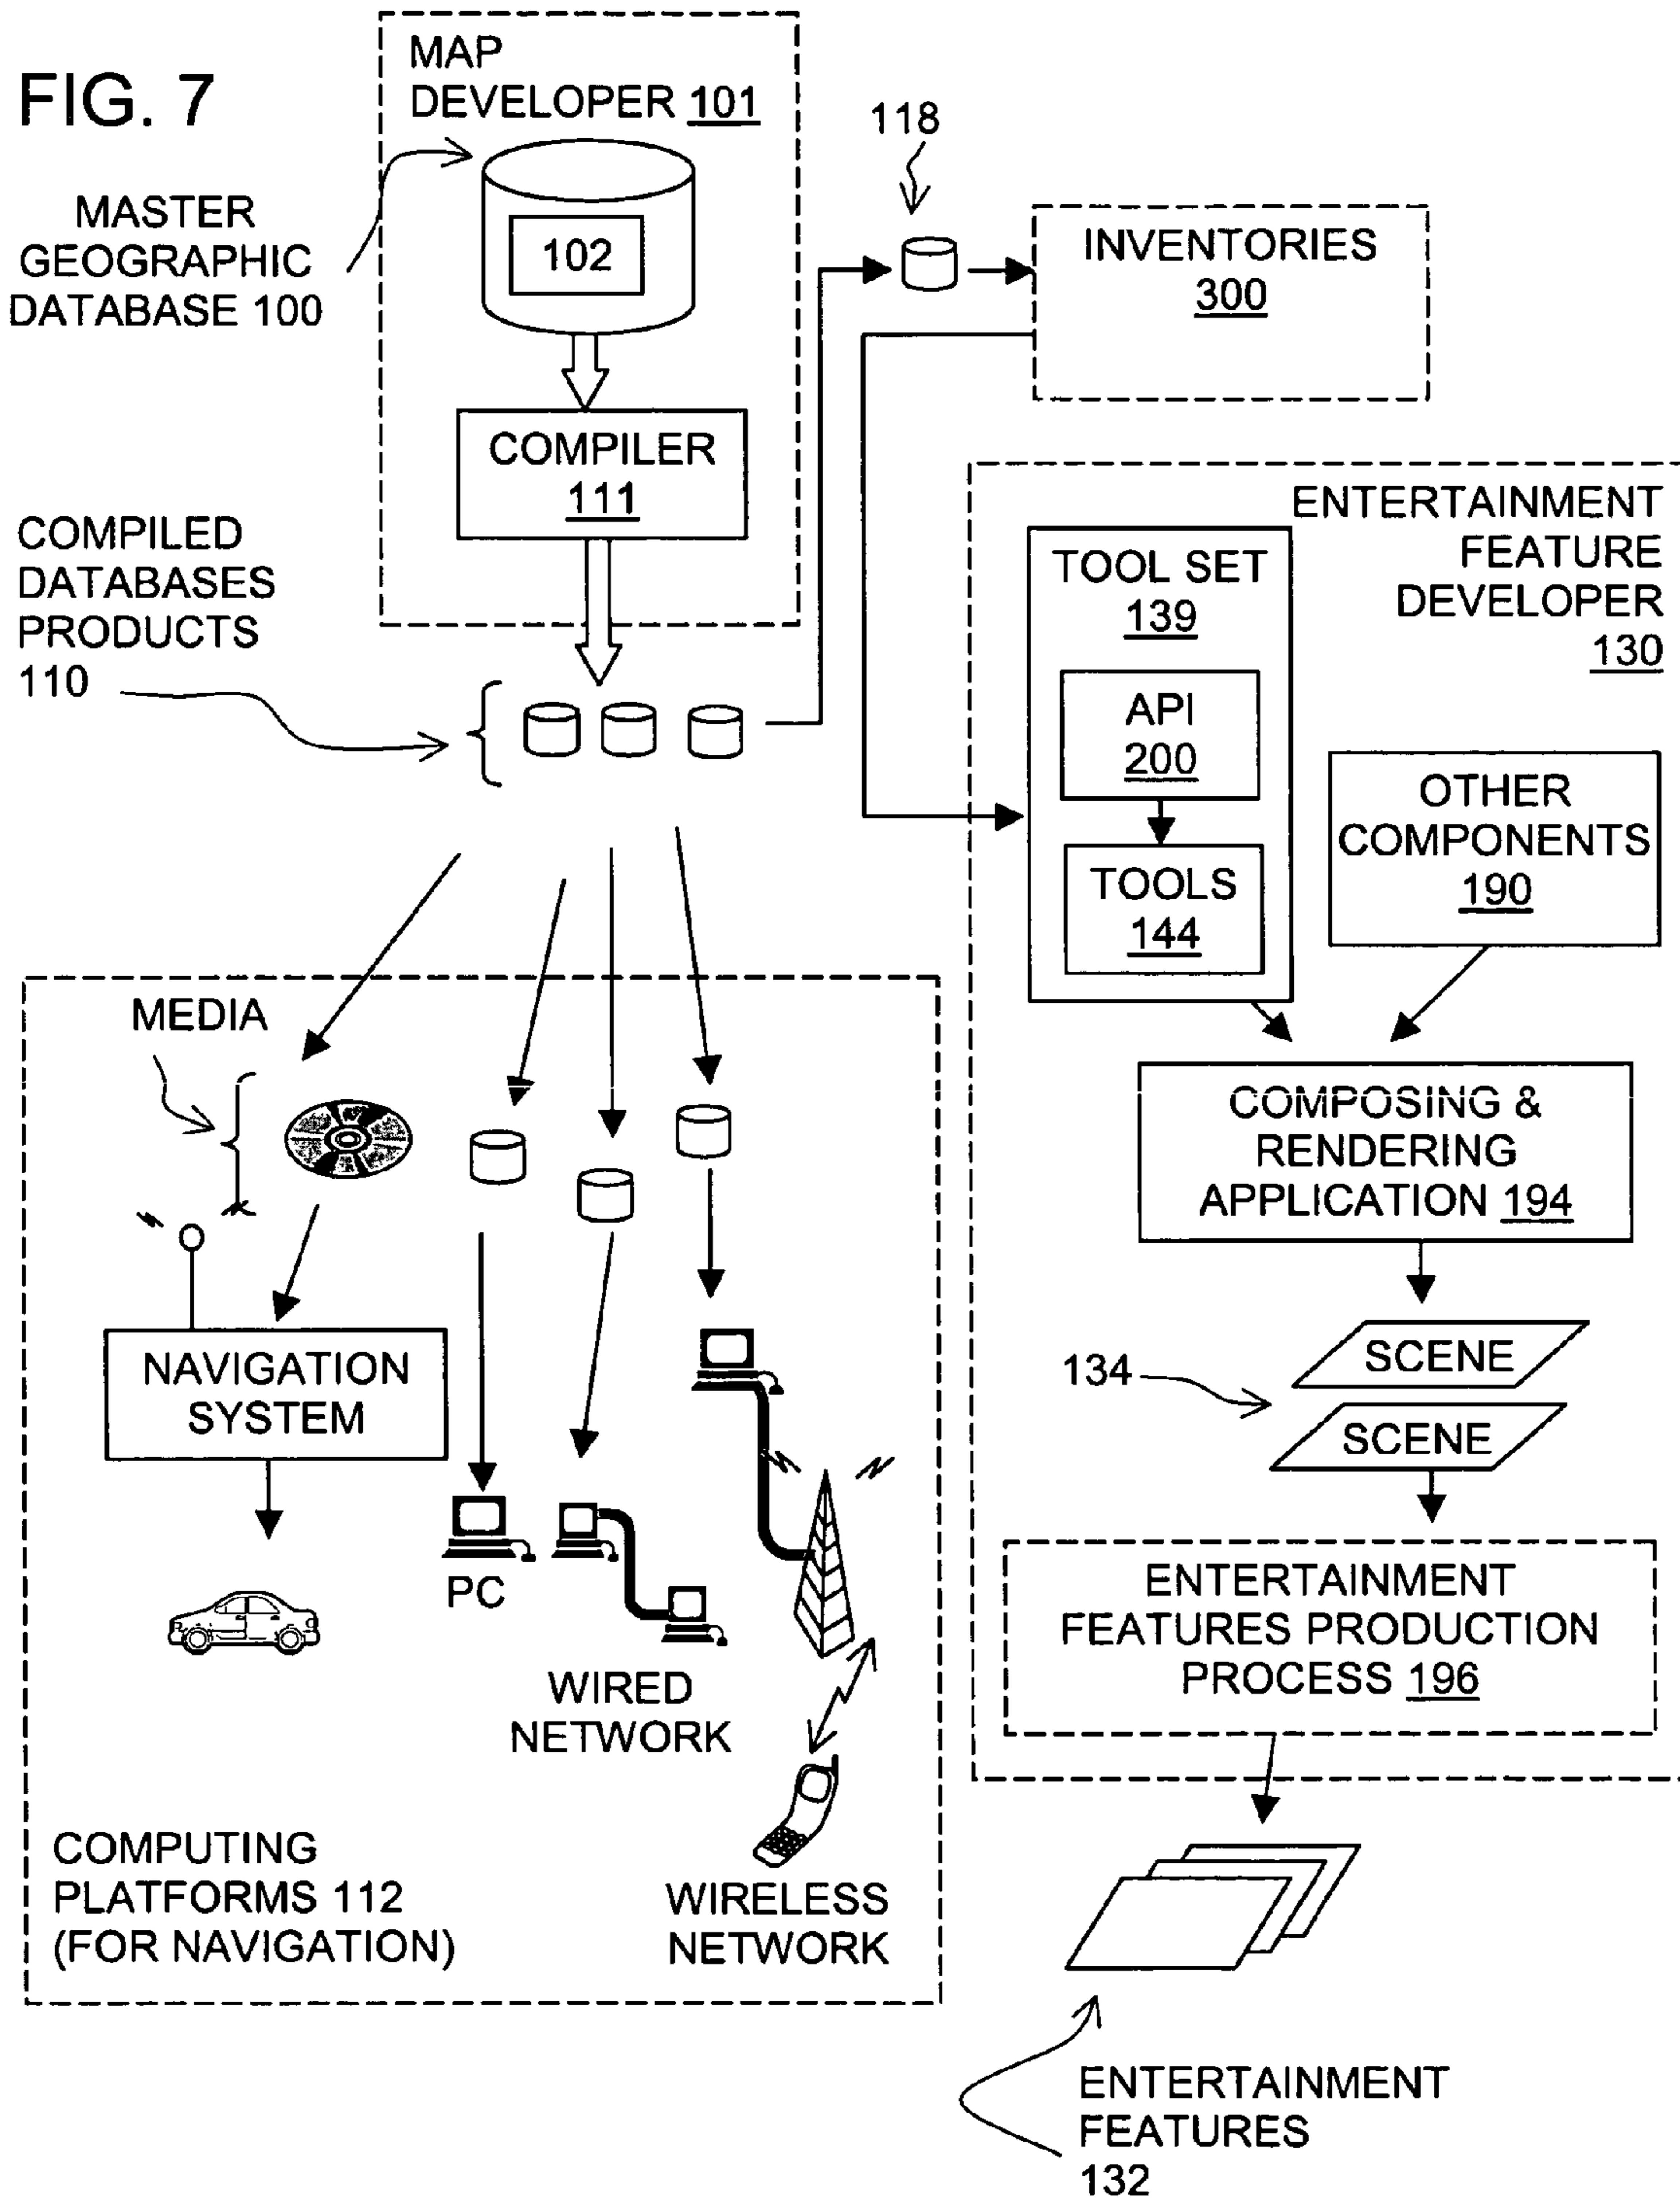 FIG. 7
MAP
DEVELOPER 101
MASTER
GEOGRAPHIC
DATABASE 100
102
118
INVENTORIES
300
COMPILER
111
COMPILED
DATABASES
PRODUCTS
110
ENTERTAINMENT
FEATURE
DEVELOPER
130
TOOL SET
139
API
200
TOOLS
144
OTHER
COMPONENTS
190
MEDIA
COMPOSING &
RENDERING
APPLICATION 194
NAVIGATION
SYSTEM
134
SCENE
SCENE
PC
WIRED
NETWORK
ENTERTAINMENT
FEATURES PRODUCTION
PROCESS 196
COMPUTING
PLATFORMS 112
(FOR NAVIGATION)
WIRELESS
NETWORK
ENTERTAINMENT
FEATURES
132